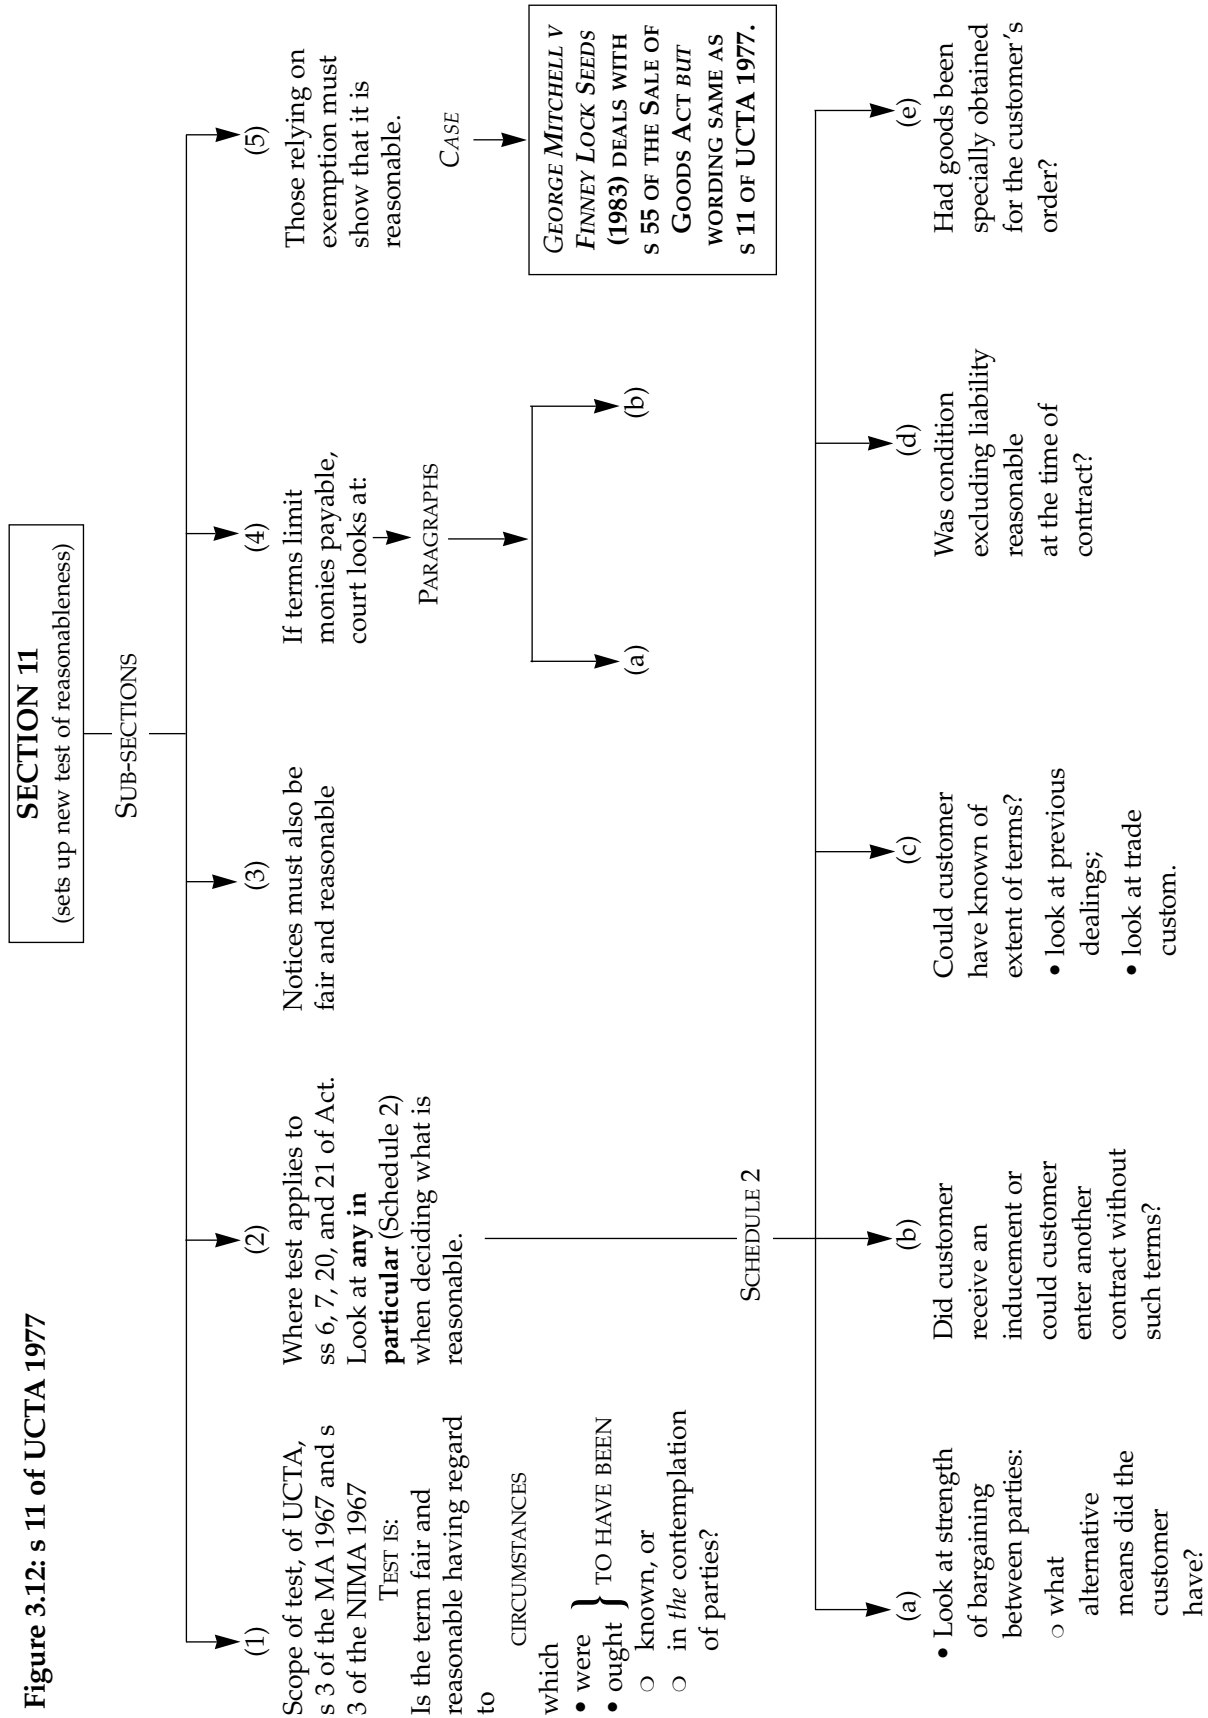 Figure 3.12: s 11 of UCTA 1977
SECTION 11
(sets up new test of reasonableness)
SUB-SECTIONS
(1)
Scope of test, of UCTA,
s 3 of the MA 1967 and s
3 of the NIMA 1967
TEST IS:
Is the term fair and
reasonable having regard
to
CIRCUMSTANCES
which
• were
• ought } TO HAVE BEEN
❍ known, or
❍ in the contemplation
of parties?
(2)
Where test applies to
ss 6, 7, 20, and 21 of Act.
Look at any in
particular (Schedule 2)
when deciding what is
reasonable.
(3)
Notices must also be
fair and reasonable
(4)
If terms limit
monies payable,
court looks at:
PARAGRAPHS
(a)
(b)
(5)
Those relying on
exemption must
show that it is
reasonable.
CASE
GEORGE MITCHELL V
FINNEY LOCK SEEDS
(1983) DEALS WITH
s 55 OF THE SALE OF
GOODS ACT BUT
WORDING SAME AS
s 11 OF UCTA 1977.
SCHEDULE 2
(a)
• Look at strength
of bargaining
between parties:
❍ what
alternative
means did the
customer
have?
(b)
Did customer
receive an
inducement or
could customer
enter another
contract without
such terms?
(c)
Could customer
have known of
extent of terms?
• look at previous
dealings;
• look at trade
custom.
(d)
Was condition
excluding liability
reasonable
at the time of
contract?
(e)
Had goods been
specially obtained
for the customer's
order?